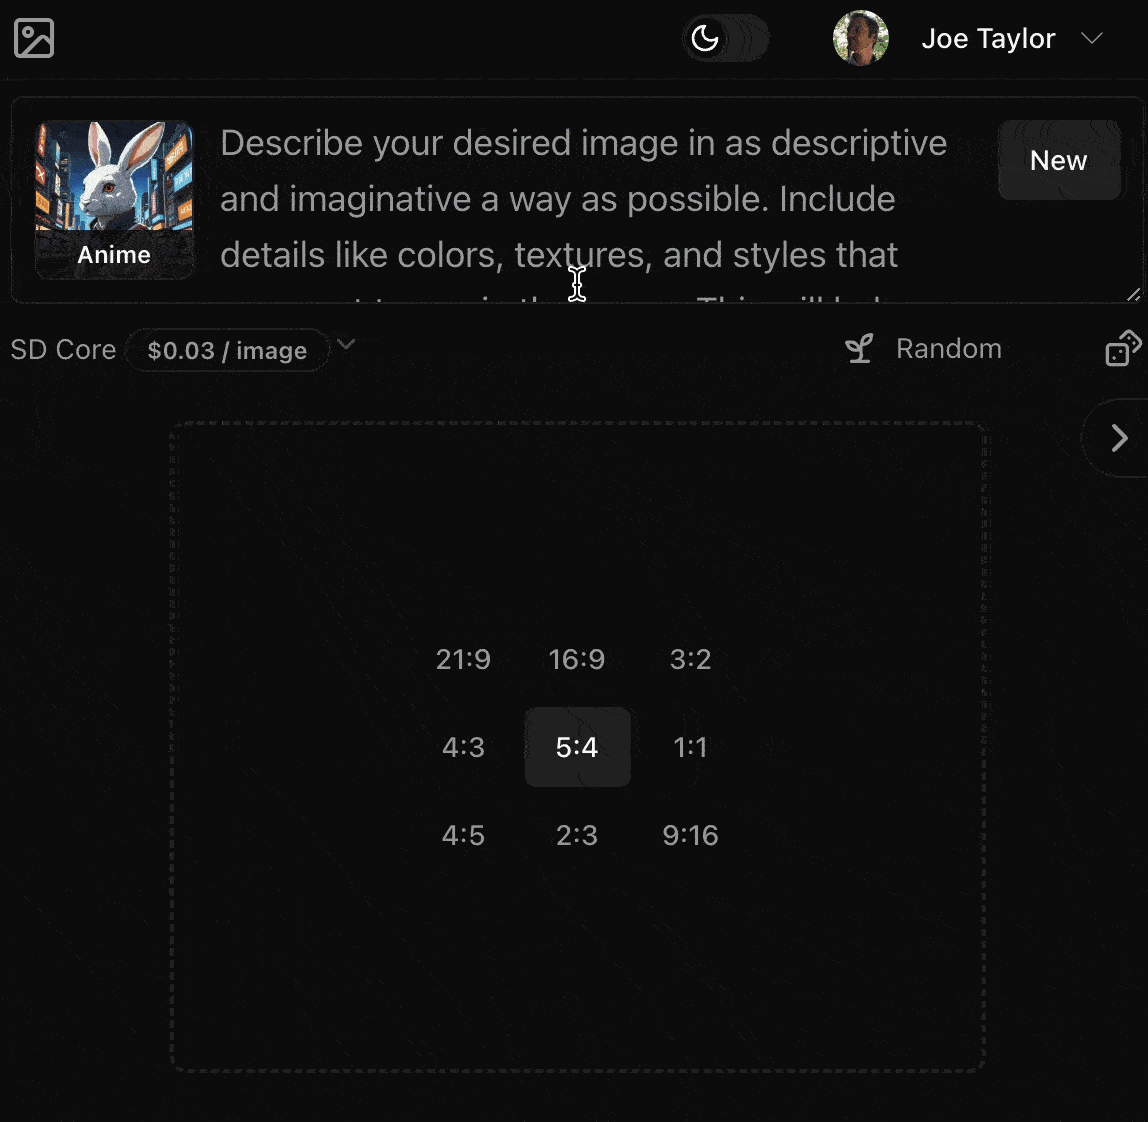 Joe Taylor
Describe your desired image in as descriptive
and imaginative a way as possible. Include
details like colors, textures, and styles that
New
Anime
SD Core $0.03 / image
Random
21:9 16:9 3:2
4:3 5:4 1:1
4:5 2:3 9:16